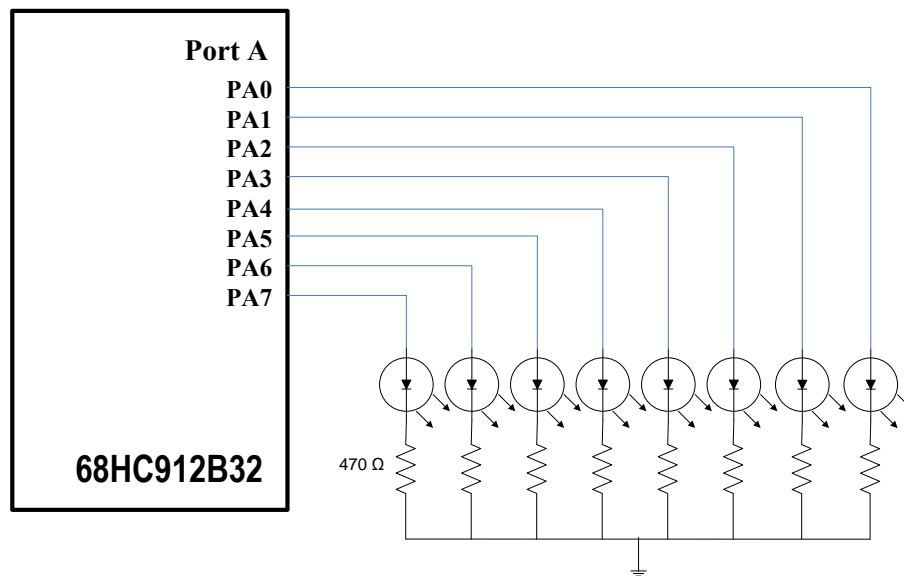 Port A
PA0
PA1
PA2
PA3
PA4
PA5
PA6
PA7
470 Ω
68HC912B32